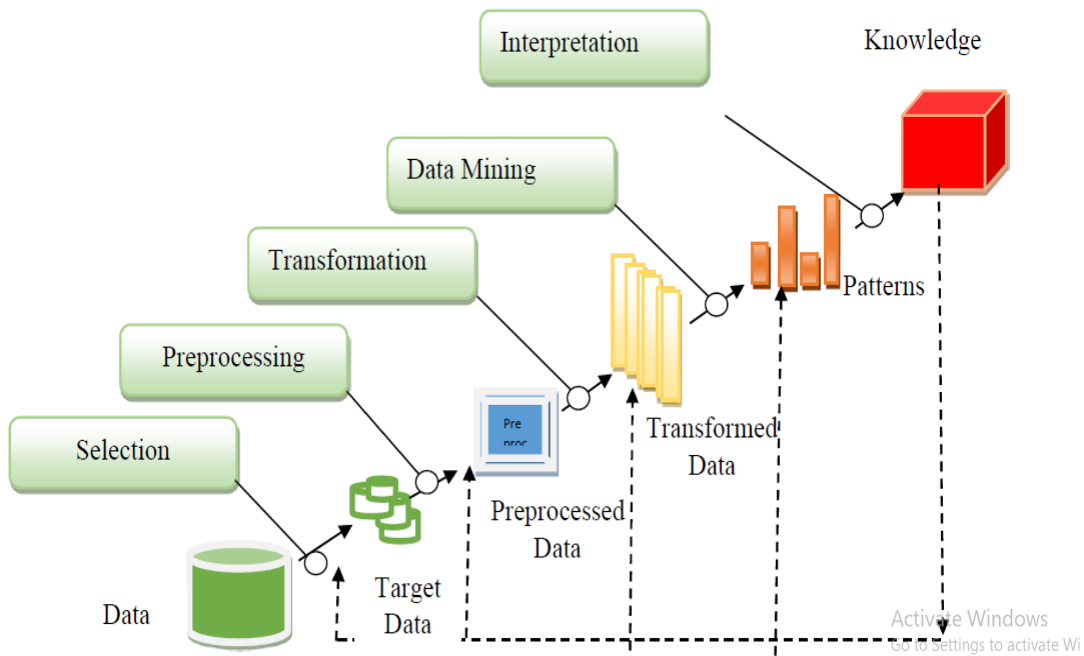 Interpretation
Knowledge
Data Mining
Transformation
Patterns
Preprocessing
Pre
proc
Transformed
Data
Selection
Preprocessed
Data
Target
Data
Data
Activate Windows
Go to Settings to activate Wi